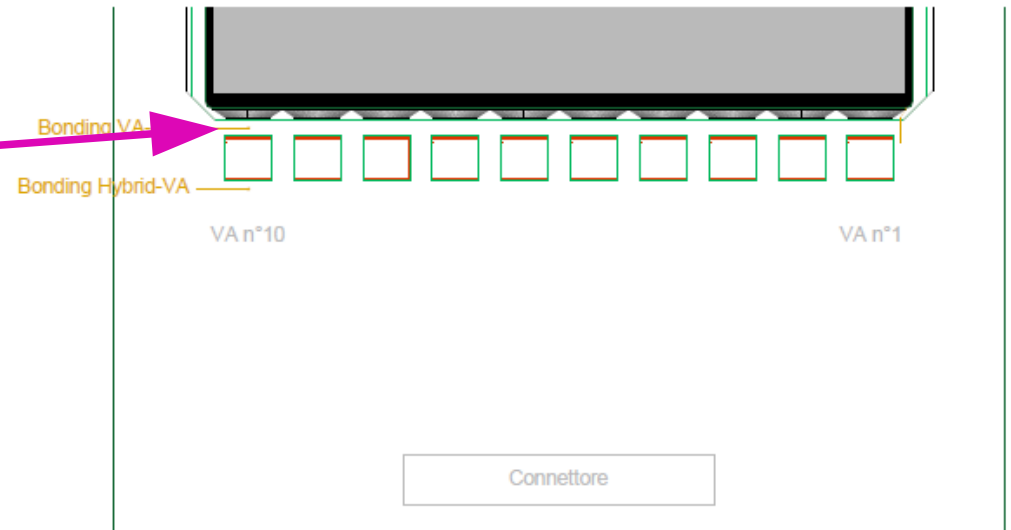 Bonding VA-
Bonding Hybrid-VA
VA n°10
VA n°1
Connettore